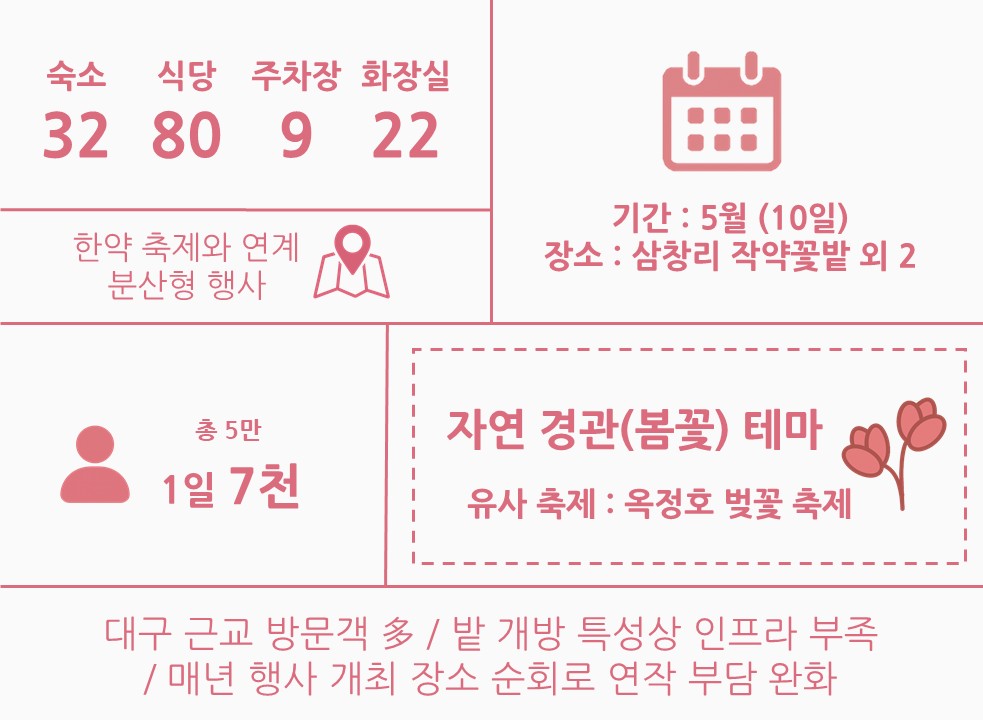 숙소 식당 주차장 화장실
32 80 9 22
한약 축제와 연계
분산형 행사
기간 : 5월 (10일)
장소 : 삼창리 작약꽃밭 외 2
총 5만
1일 7천
자연 경관(봄꽃) 테마
유사 축제 : 옥정호 벚꽃 축제
대구 근교 방문객 多 / 밭 개방 특성상 인프라 부족
/ 매년 행사 개최 장소 순회로 연작 부담 완화